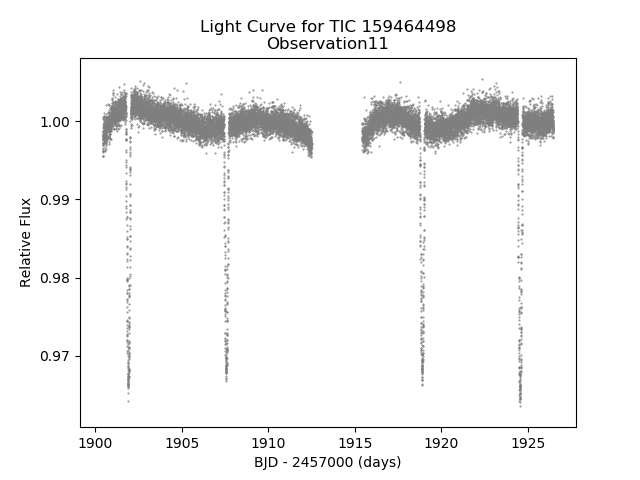 Light Curve for TIC 159464498
Observation11
1.00
0.99
0.98
0.97
Relative Flux
1900 1905 1910 1915 1920 1925
BJD - 2457000 (days)